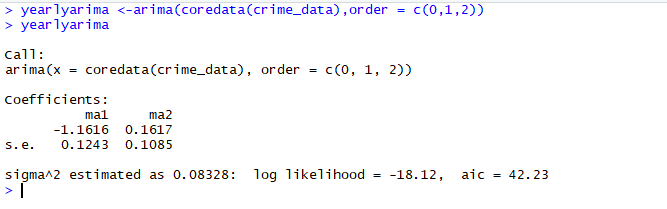 > yearlyarima <-arima(coredata(crime_data),order = c(0,1,2))
> yearlyarima
Call:
arima(x = coredata(crime_data), order = c(0, 1, 2))
Coefficients:
ma1 ma2
-1.1616 0.1617
s.e. 0.1243 0.1085
sigma^2 estimated as 0.08328: log likelihood = -18.12, aic = 42.23
>